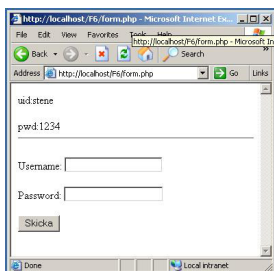 http://localhost/F6/form.php - Microsoft Internet Ex...
File Edit View Favorites Tools Help
http://localhost/F6/form.php - Microsoft In
Back Search
Address http://localhost/F6/form.php Go Links
uid:stene
pwd:1234
Username:
Password:
Skicka
Done Local intranet